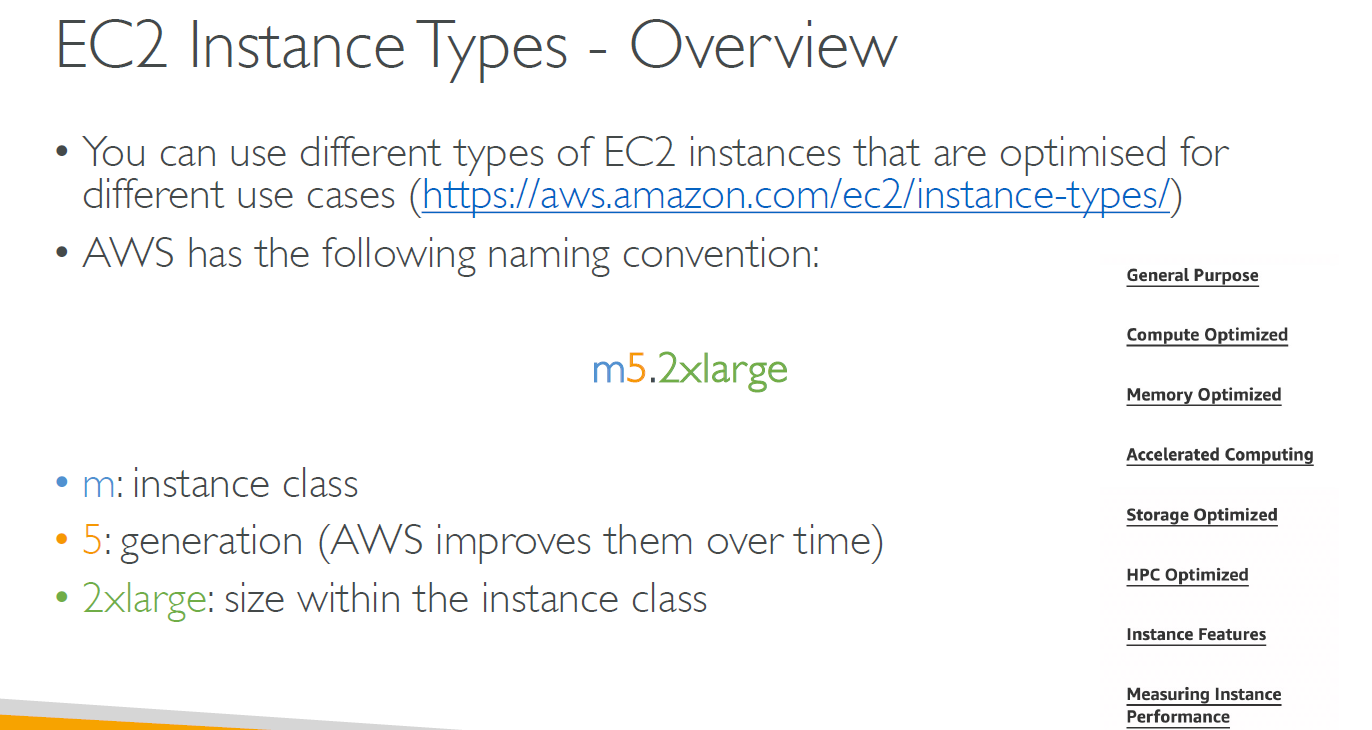 EC2 Instance Types - Overview
• You can use different types of EC2 instances that are optimised for
different use cases (https://aws.amazon.com/ec2/instance-types/)
• AWS has the following naming convention:
m5.2xlarge
• m: instance class
• 5: generation (AWS improves them over time)
• 2xlarge: size within the instance class
General Purpose
Compute Optimized
Memory Optimized
Accelerated Computing
Storage Optimized
HPC Optimized
Instance Features
Measuring Instance
Performance